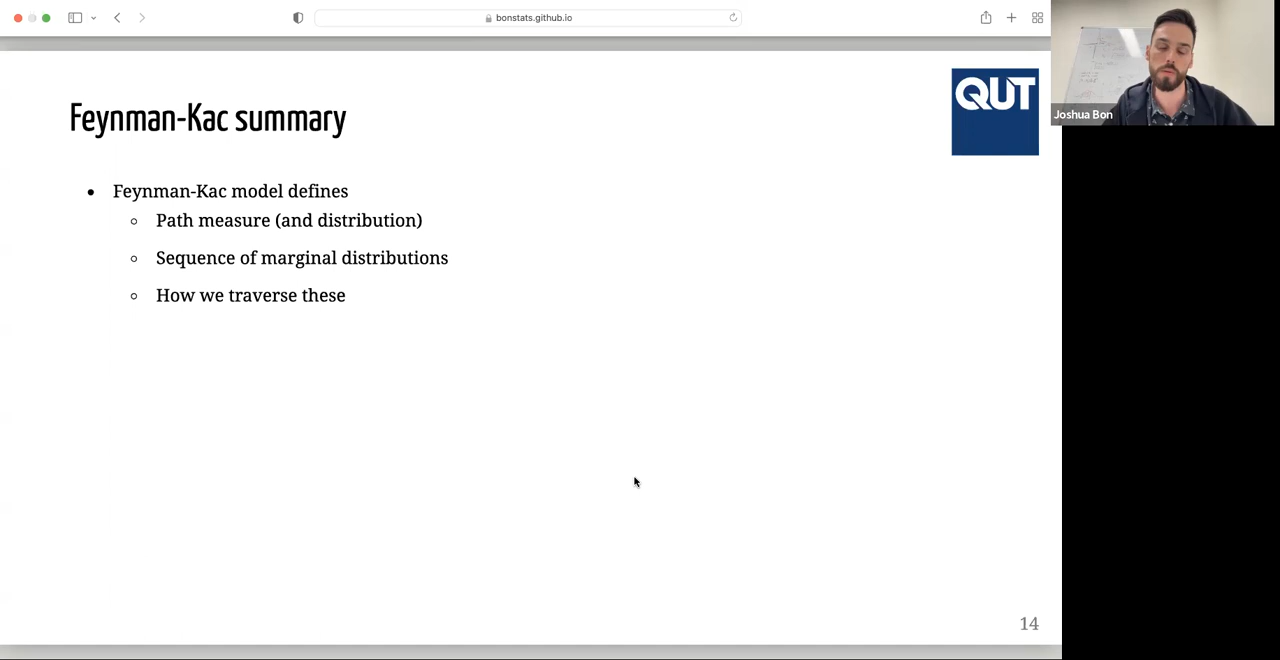 bonstats.github.io
Feynman-Kac summary
QUT
Joshua Bon
• Feynman-Kac model defines
◦ Path measure (and distribution)
◦ Sequence of marginal distributions
◦ How we traverse these
14